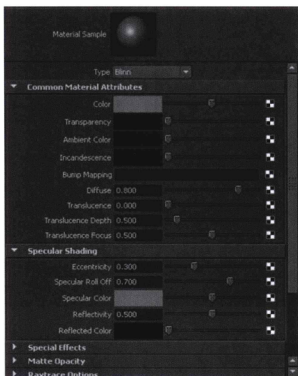 Material Sample
Type Blinn
Common Material Attributes
Color
Transparency
Ambient Color
Incandescence
Bump Mapping
Diffuse 0.800
Translucence 0.000
Translucence Depth 0.500
Translucence Focus 0.500
Specular Shading
Eccentricity 0.300
Specular Roll Off 0.700
Specular Color
Reflectivity 0.500
Reflected Color
Special Effects
Matte Opacity
Raytrace Options